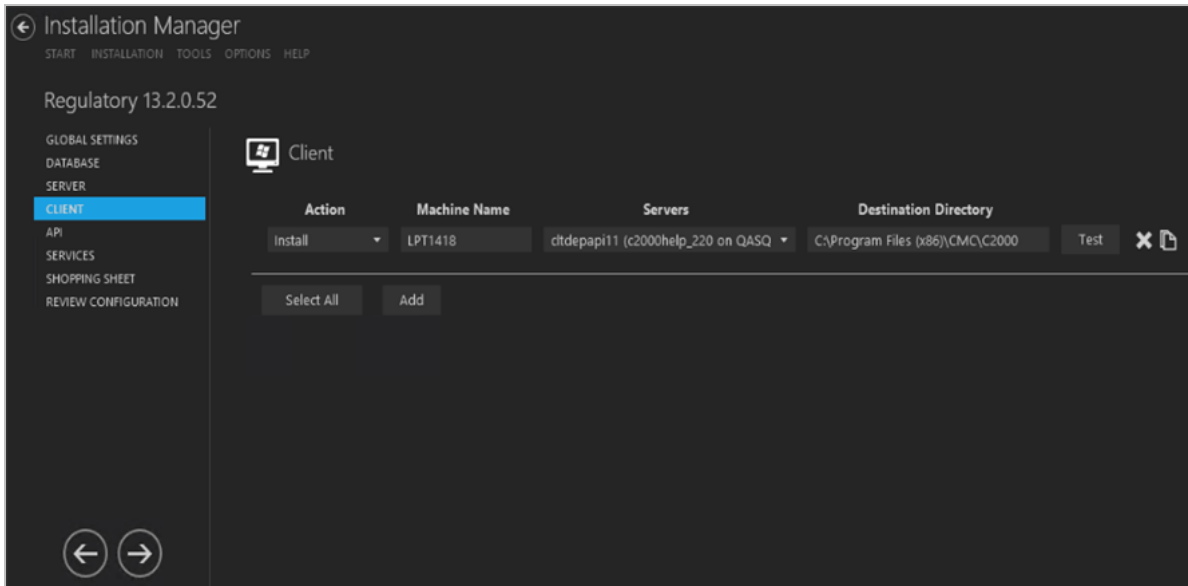 Installation Manager
START INSTALLATION TOOLS OPTIONS HELP
Regulatory 13.2.0.52
GLOBAL SETTINGS
DATABASE
SERVER
CLIENT
API
SERVICES
SHOPPING SHEET
REVIEW CONFIGURATION
Client
Action Machine Name Servers Destination Directory
Install LPT1418 cltdepapi11 (c2000help_220 on QASQ C:\Program Files (x86)\CMC\C2000 Test
Select All Add